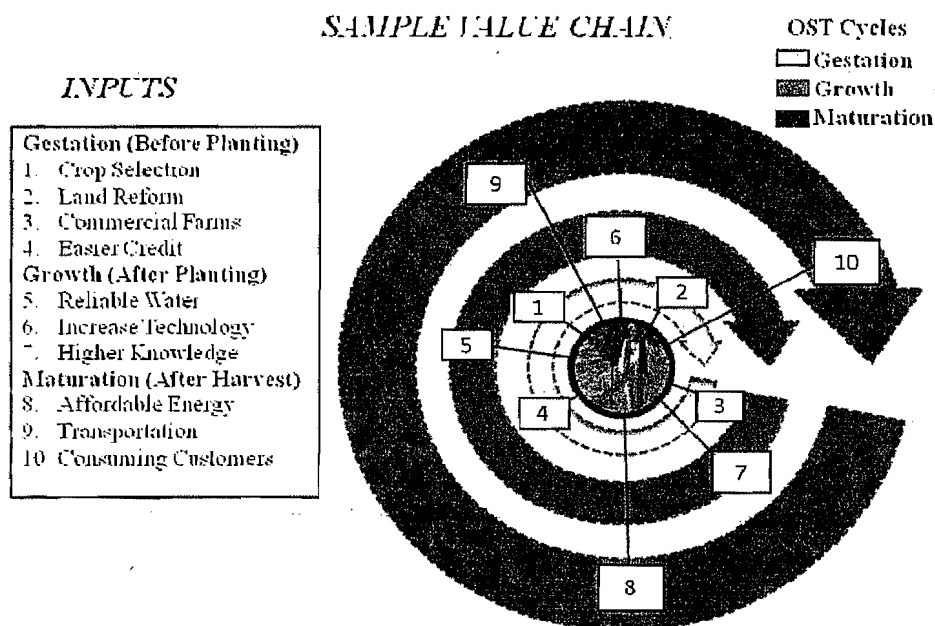 SAMPLE VALUE CHAIN
OST Cycles
Gestation
Growth
Maturation
INPUTS
Gestation (Before Planting)
1. Crop Selection
2. Land Reform
3. Commercial Farms
4. Easier Credit
Growth (After Planting)
5. Reliable Water
6. Increase Technology
7. Higher Knowledge
Maturation (After Harvest)
8. Affordable Energy
9. Transportation
10 Consuming Customers
9
6
10
1
2
5
4
3
7
8